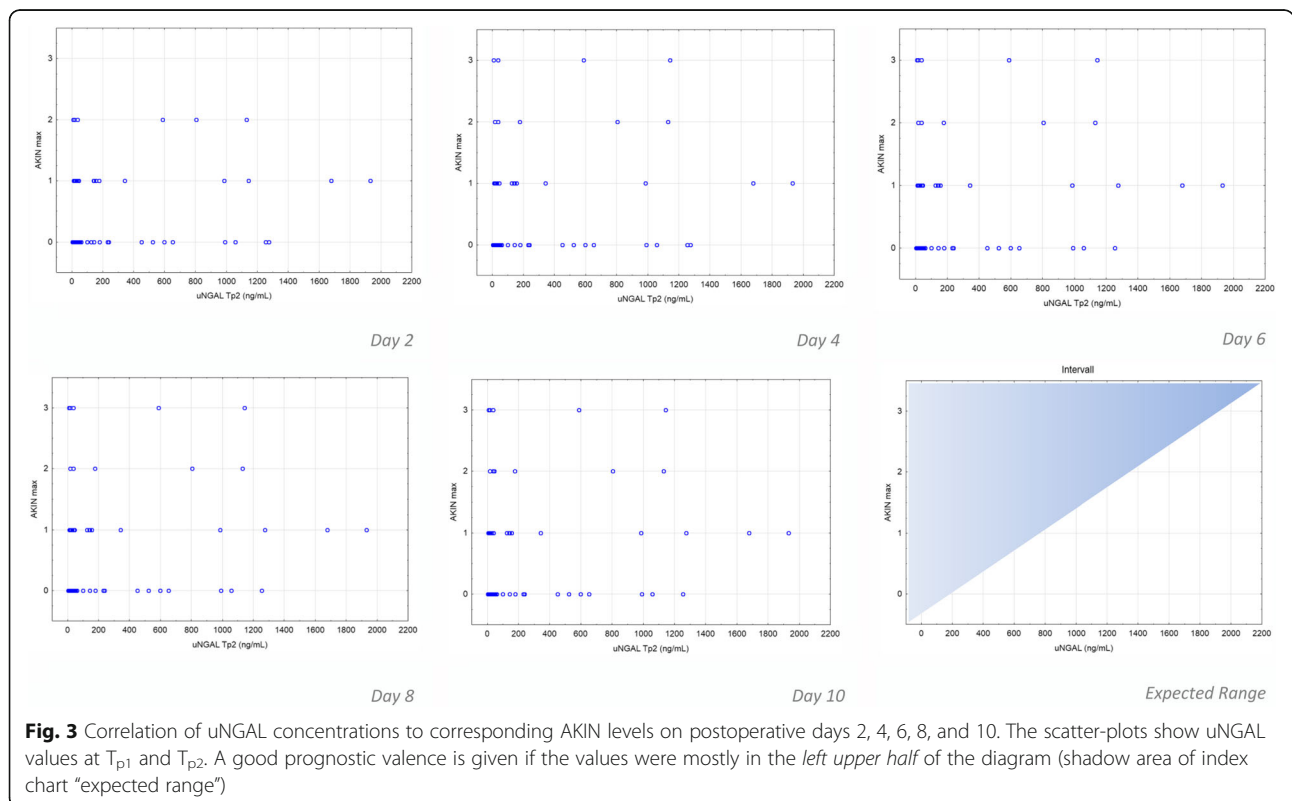 3
2
1
0
AKIN max
0 200 400 600 800 1000 1200 1400 1600 1800 2000 2200
uNGAL Tp2 (ng/mL)
Day 2
3
2
1
0
AKIN max
0 200 400 600 800 1000 1200 1400 1600 1800 2000 2200
uNGAL Tp2 (ng/mL)
Day 4
3
2
1
0
AKIN max
0 200 400 600 800 1000 1200 1400 1600 1800 2000 2200
uNGAL Tp2 (ng/mL)
Day 6
3
2
1
0
AKIN max
0 200 400 600 800 1000 1200 1400 1600 1800 2000 2200
uNGAL Tp2 (ng/mL)
Day 8
3
2
1
0
AKIN max
0 200 400 600 800 1000 1200 1400 1600 1800 2000 2200
uNGAL Tp2 (ng/mL)
Day 10
Intervall
3
2
1
0
AKIN max
0 200 400 600 800 1000 1200 1400 1600 1800 2000 2200
uNGAL (ng/mL)
Expected Range
Fig. 3 Correlation of uNGAL concentrations to corresponding AKIN levels on postoperative days 2, 4, 6, 8, and 10. The scatter-plots show uNGAL
values at Tp1 and Tp2. A good prognostic valence is given if the values were mostly in the left upper half of the diagram (shadow area of index
chart “expected range”)